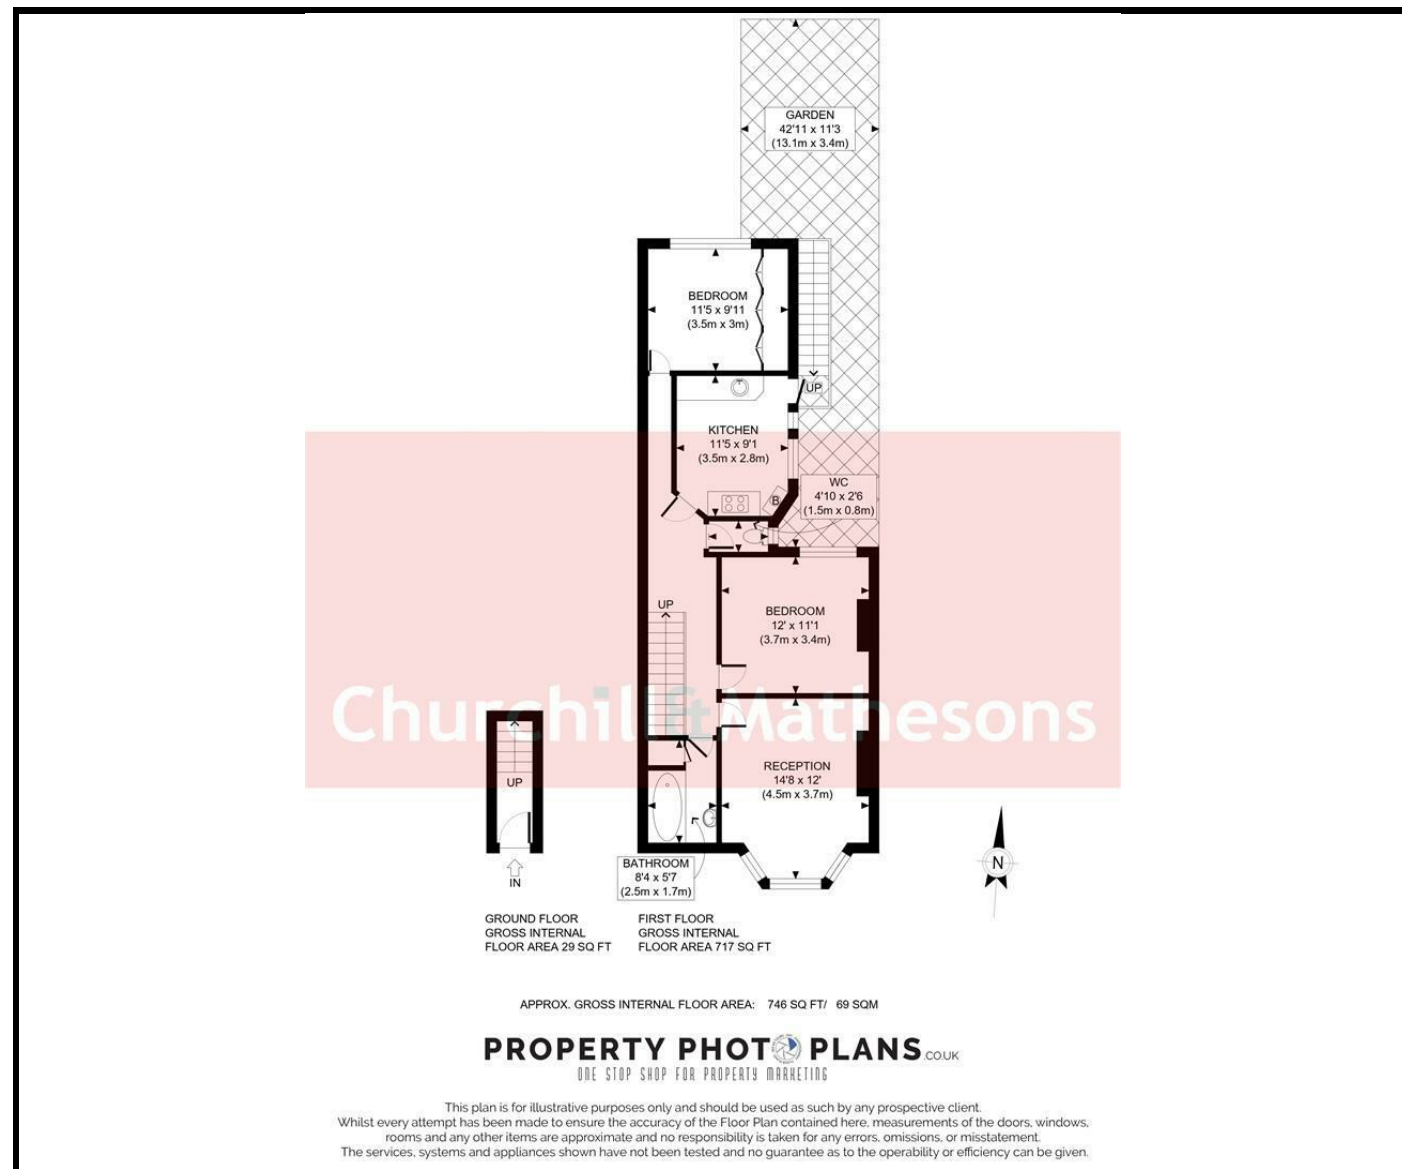 GARDEN
42'11 x 11'3
(13.1m x 3.4m)
BEDROOM
11'5 x 9'11
(3.5m x 3m)
UP
KITCHEN
11'5 x 9'1
(3.5m x 2.8m)
WC
4'10 x 2'6
(1.5m x 0.8m)
B
UP
BEDROOM
12' x 11'1
(3.7m x 3.4m)
Churchill & Mathesons
RECEPTION
14'8 x 12'
(4.5m x 3.7m)
UP
IN
BATHROOM
8'4 x 5'7
(2.5m x 1.7m)
N
GROUND FLOOR
GROSS INTERNAL
FLOOR AREA 29 SQ FT
FIRST FLOOR
GROSS INTERNAL
FLOOR AREA 717 SQ FT
APPROX. GROSS INTERNAL FLOOR AREA: 746 SQ FT/ 69 SQM
PROPERTY PHOTO PLANS.CO.UK
ONE STOP SHOP FOR PROPERTY MARKETING
This plan is for illustrative purposes only and should be used as such by any prospective client.
Whilst every attempt has been made to ensure the accuracy of the Floor Plan contained here, measurements of the doors, windows,
rooms and any other items are approximate and no responsibility is taken for any errors, omissions, or misstatement.
The services, systems and appliances shown have not been tested and no guarantee as to the operability or efficiency can be given.